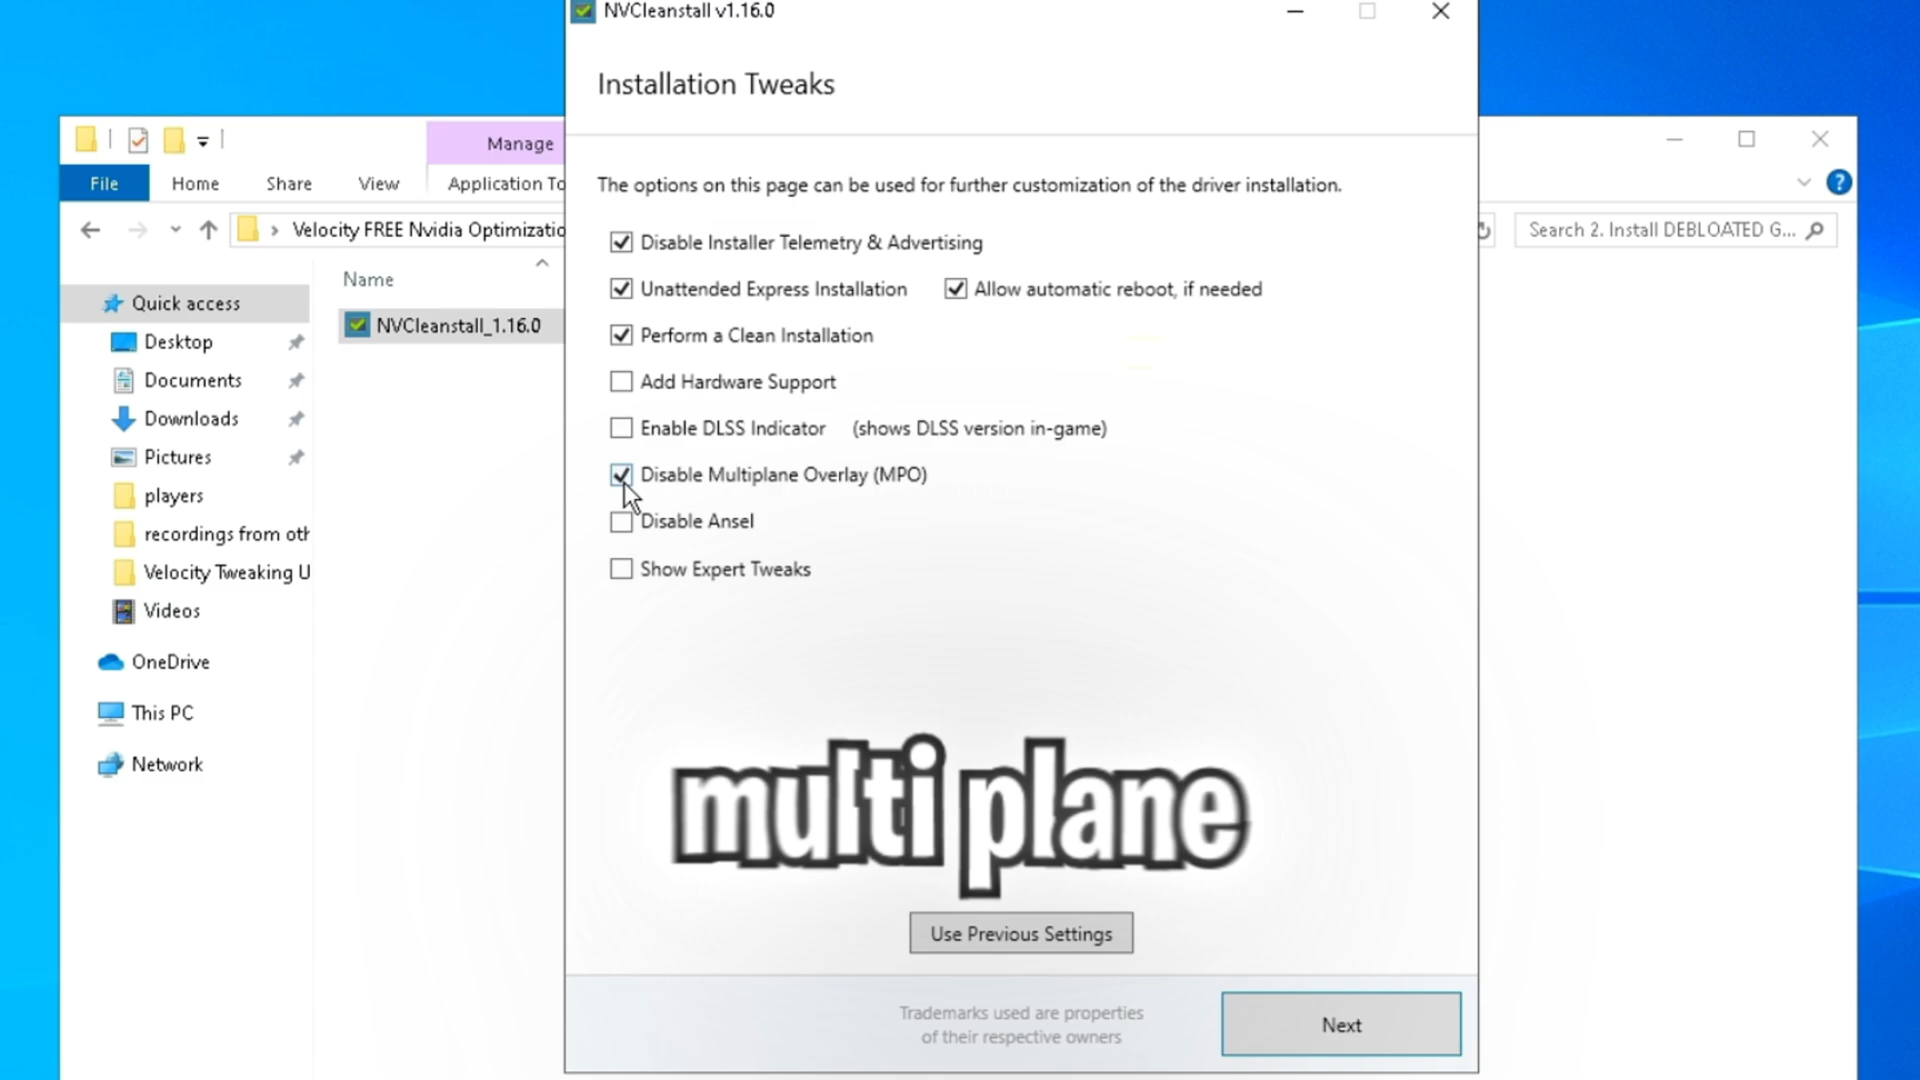 NVCleanstall v1.16.0
Installation Tweaks
Manage
File
Home
Share
View
Application To
Velocity FREE Nvidia Optimizatio
Search 2. Install DEBLOATED G...
Name
NVCleanstall_1.16.0
Quick access
Desktop
Documents
Downloads
Pictures
players
recordings from oth
Velocity Tweaking U
Videos
OneDrive
This PC
Network
The options on this page can be used for further customization of the driver installation.
Disable Installer Telemetry & Advertising
Unattended Express Installation Allow automatic reboot, if needed
Perform a Clean Installation
Add Hardware Support
Enable DLSS Indicator (shows DLSS version in-game)
Disable Multiplane Overlay (MPO)
Disable Ansel
Show Expert Tweaks
multi plane
Use Previous Settings
Trademarks used are properties
of their respective owners
Next